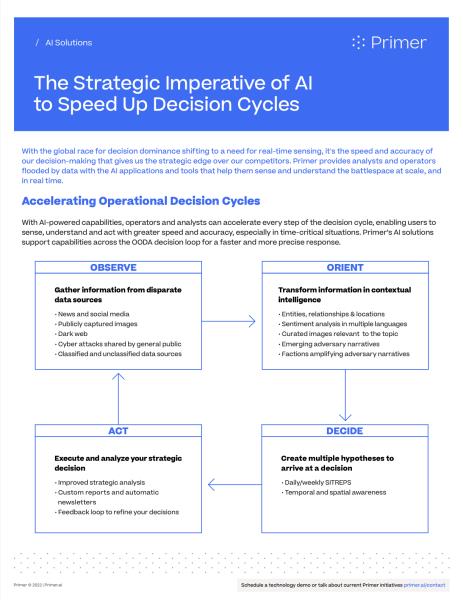 / AI Solutions
Primer
The Strategic Imperative of AI
to Speed Up Decision Cycles
With the global race for decision dominance shifting to a need for real-time sensing, it's the speed and accuracy of
our decision-making that gives us the strategic edge over our competitors. Primer provides analysts and operators
flooded by data with the AI applications and tools that help them sense and understand the battlespace at scale, and
in real time.
Accelerating Operational Decision Cycles
With AI-powered capabilities, operators and analysts can accelerate every step of the decision cycle, enabling users to
sense, understand and act with greater speed and accuracy, especially in time-critical situations. Primer's AI solutions
support capabilities across the OODA decision loop for a faster and more precise response.
OBSERVE
Gather information from disparate
data sources
• News and social media
• Publicly captured images
• Dark web
• Cyber attacks shared by general public
• Classified and unclassified data sources
ORIENT
Transform information in contextual
intelligence
• Entities, relationships & locations
• Sentiment analysis in multiple languages
• Curated images relevant to the topic
• Emerging adversary narratives
• Factions amplifying adversary narratives
ACT
Execute and analyze your strategic
decision
• Improved strategic analysis
• Custom reports and automatic
newsletters
• Feedback loop to refine your decisions
DECIDE
Create multiple hypotheses to
arrive at a decision
• Daily/weekly SITREPS
• Temporal and spatial awareness
Primer © 2022 | Primer.ai
Schedule a technology demo or talk about current Primer initiatives primer.ai/contact